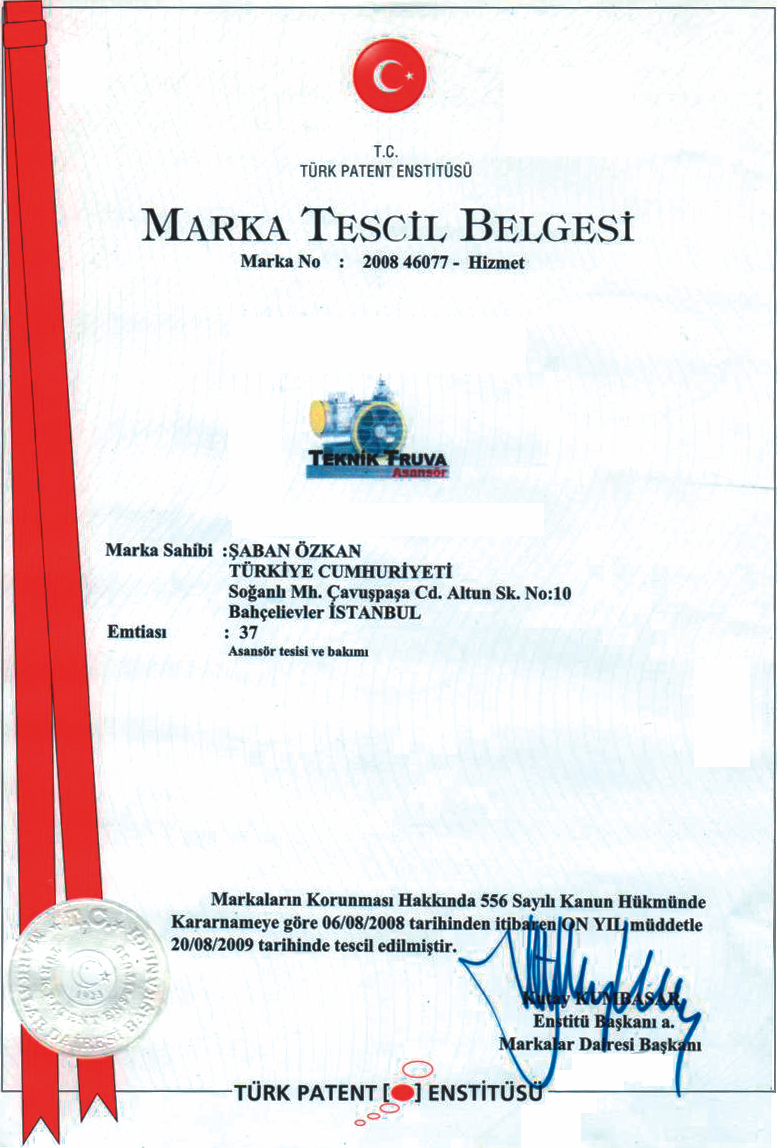 T.C.
TÜRK PATENT ENSTİTÜSÜ
MARKA TESCİL BELGESİ
Marka No : 2008 46077 - Hizmet
TEKNİK TRUVA
Asansör
Marka Sahibi :ŞABAN ÖZKAN
TÜRKİYE CUMHURİYETİ
Soğanlı Mh. Çavuşpaşa Cd. Altun Sk. No:10
Bahçelievler İSTANBUL
Emtiası : 37
Asansör tesisi ve bakımı
Markaların Korunması Hakkında 556 Sayılı Kanun Hükmünde
Kararnameye göre 06/08/2008 tarihinden itibaren ON YIL müddetle
20/08/2009 tarihinde tescil edilmiştir.
Kutay KUMBASAR
Enstitü Başkanı a.
Markalar Dairesi Başkanı
T.C.
1923
TÜRK PATENT [ ] ENSTİTÜSÜ